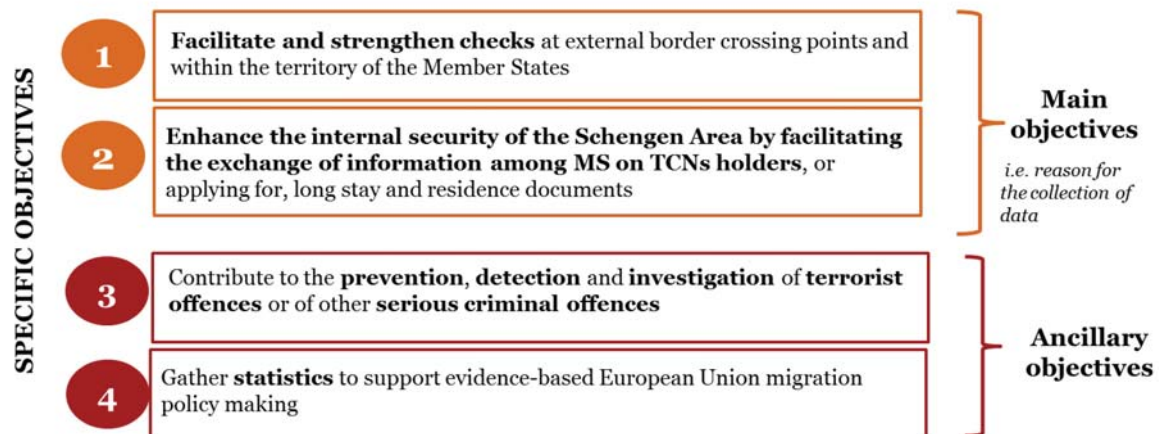 SPECIFIC OBJECTIVES
1
Facilitate and strengthen checks at external border crossing points and
within the territory of the Member States
2
Enhance the internal security of the Schengen Area by facilitating
the exchange of information among MS on TCNs holders, or
applying for, long stay and residence documents
Main
objectives
i.e. reason for
the collection of
data
3
Contribute to the prevention, detection and investigation of terrorist
offences or of other serious criminal offences
4
Gather statistics to support evidence-based European Union migration
policy making
Ancillary
objectives